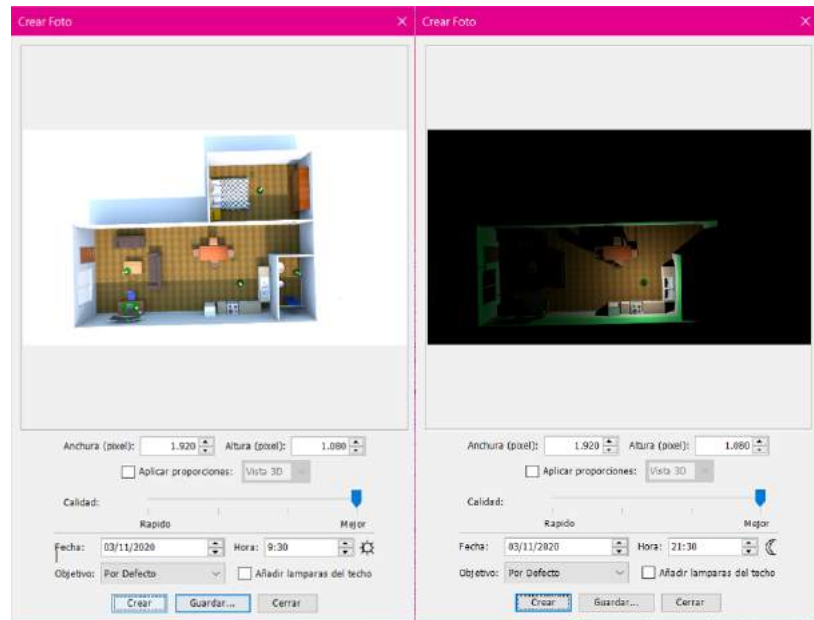 Crear Foto
Anchura (pixel): 1.920 Altura (pixel): 1.080
Aplicar proporciones: Vista 3D
Calidad:
Rapido Mejor
Fecha: 03/11/2020 Hora: 9:30
Objetivo: Por Defecto Añadir lamparas del techo
Crear Guardar... Cerrar
Crear Foto
Anchura (pixel): 1.920 Altura (pixel): 1.080
Aplicar proporciones: Vista 3D
Calidad:
Rapido Mejor
Fecha: 03/11/2020 Hora: 21:30
Objetivo: Por Defecto Añadir lamparas del techo
Crear Guardar... Cerrar